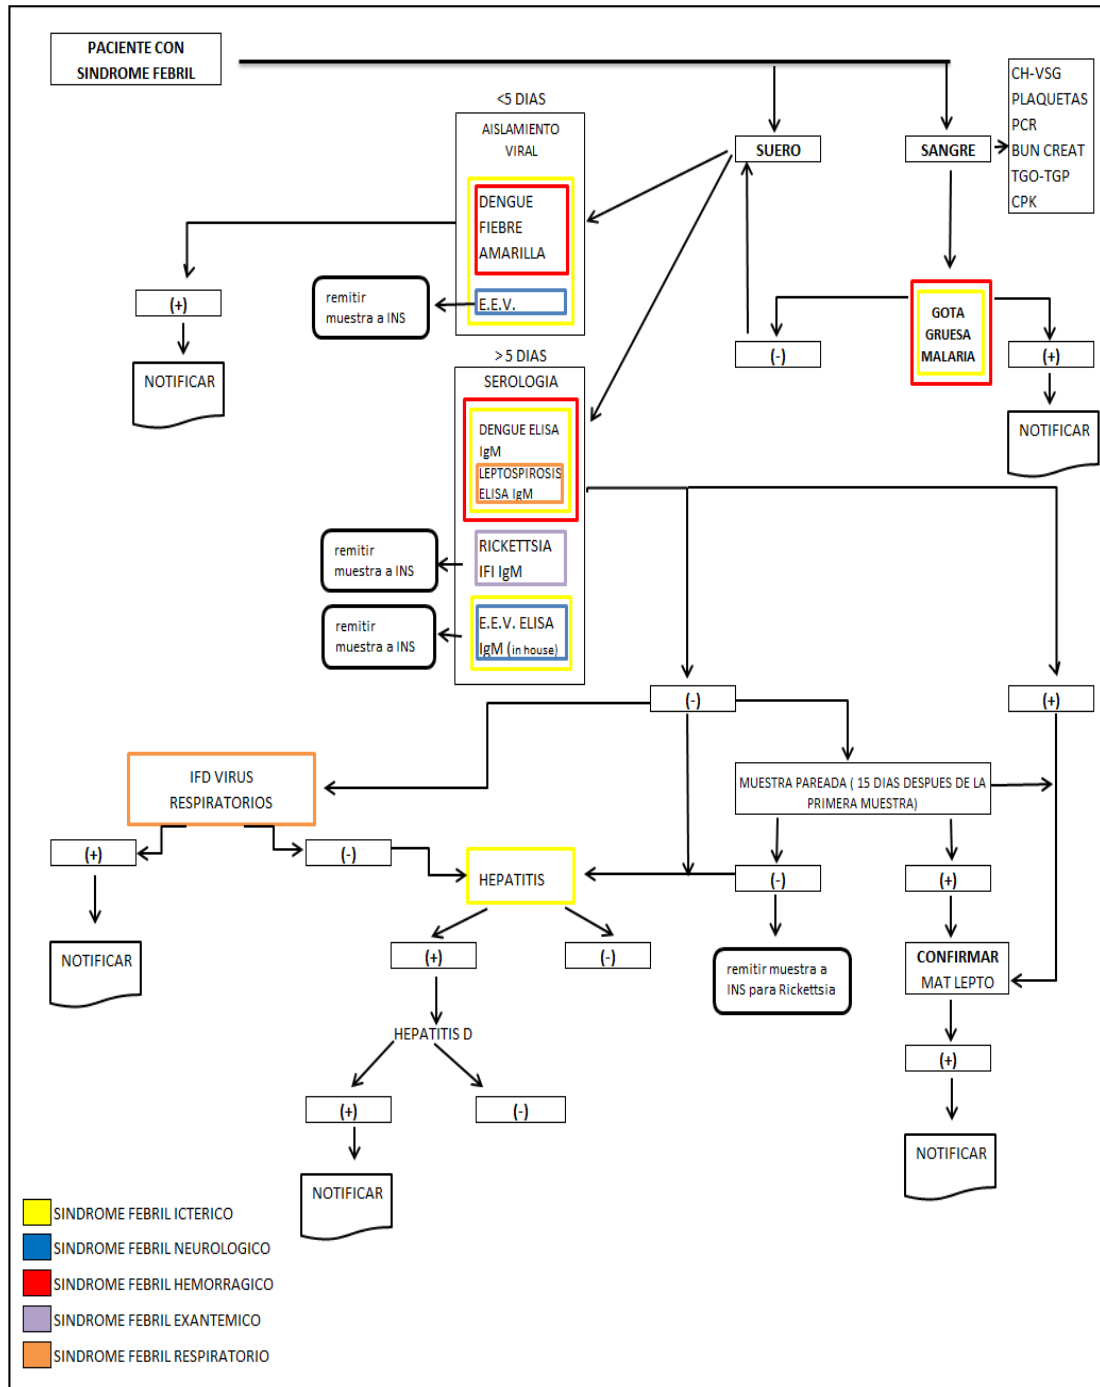 PACIENTE CON
SINDROME FEBRIL
<5 DIAS
AISLAMIENTO
VIRAL
DENGUE
FIEBRE
AMARILLA
E.E.V.
remitir
muestra a INS
(+)
NOTIFICAR
SUERO
SANGRE
CH-VSG
PLAQUETAS
PCR
BUN CREAT
TGO-TGP
CPK
GOTA
GRUESA
MALARIA
(-)
(+)
NOTIFICAR
> 5 DIAS
SEROLOGIA
DENGUE ELISA
IgM
LEPTOSPIROSIS
ELISA IgM
RICKETTSIA
IFI IgM
remitir
muestra a INS
E.E.V. ELISA
IgM (in house)
remitir
muestra a INS
(-)
(+)
IFD VIRUS
RESPIRATORIOS
MUESTRA PAREADA ( 15 DIAS DESPUES DE LA
PRIMERA MUESTRA)
(+)
(-)
HEPATITIS
(-)
(+)
NOTIFICAR
(+)
(-)
remitir muestra a
INS para Rickettsia
CONFIRMAR
MAT LEPTO
HEPATITIS D
(+)
(+)
(-)
NOTIFICAR
NOTIFICAR
SINDROME FEBRIL ICTERICO
SINDROME FEBRIL NEUROLOGICO
SINDROME FEBRIL HEMORRAGICO
SINDROME FEBRIL EXANTEMICO
SINDROME FEBRIL RESPIRATORIO